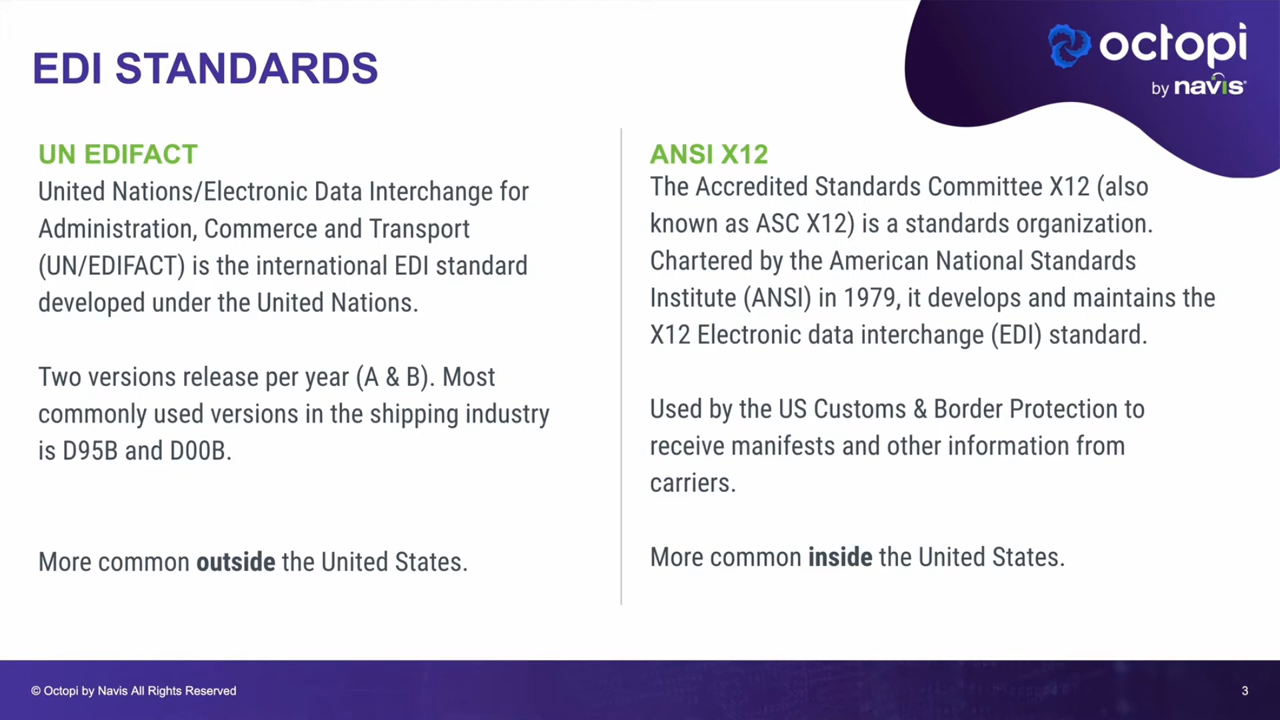 EDI STANDARDS
octopi
by navis
UN EDIFACT
United Nations/Electronic Data Interchange for
Administration, Commerce and Transport
(UN/EDIFACT) is the international EDI standard
developed under the United Nations.
Two versions release per year (A & B). Most
commonly used versions in the shipping industry
is D95B and D00B.
More common outside the United States.
ANSI X12
The Accredited Standards Committee X12 (also
known as ASC X12) is a standards organization.
Chartered by the American National Standards
Institute (ANSI) in 1979, it develops and maintains the
X12 Electronic data interchange (EDI) standard.
Used by the US Customs & Border Protection to
receive manifests and other information from
carriers.
More common inside the United States.
© Octopi by Navis All Rights Reserved
3